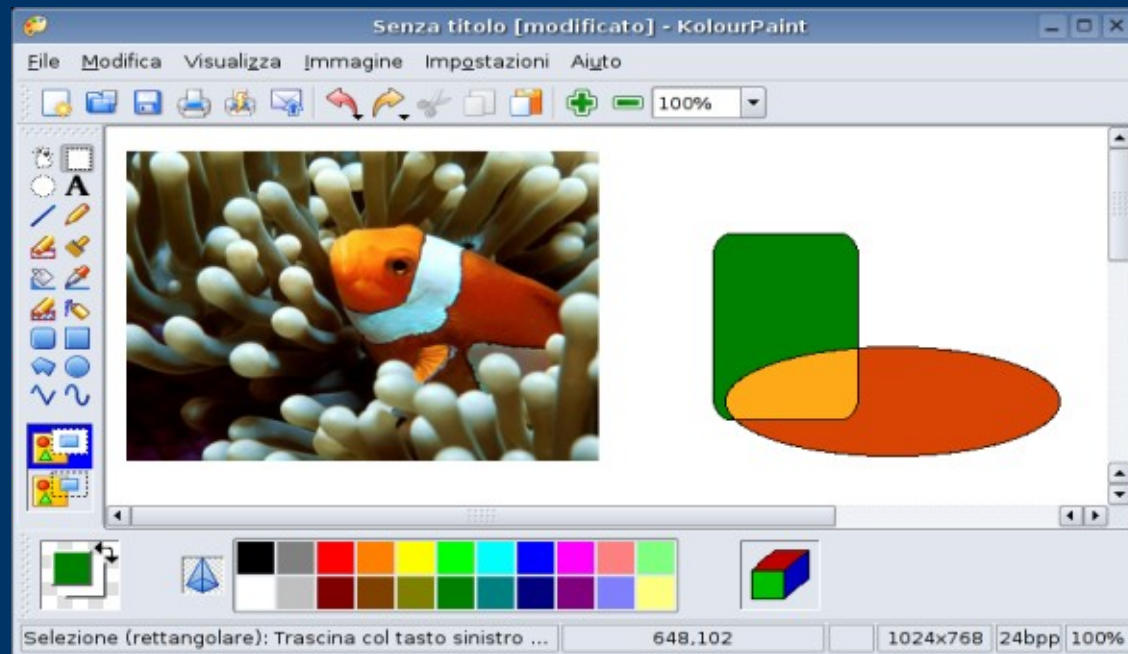 Senza titolo [modificato] - KolourPaint
File Modifica Visualizza Immagine Impostazioni Aiuto
100%
A
Selezione (rettangolare): Trascina col tasto sinistro ... 648,102 1024x768 24bpp 100%